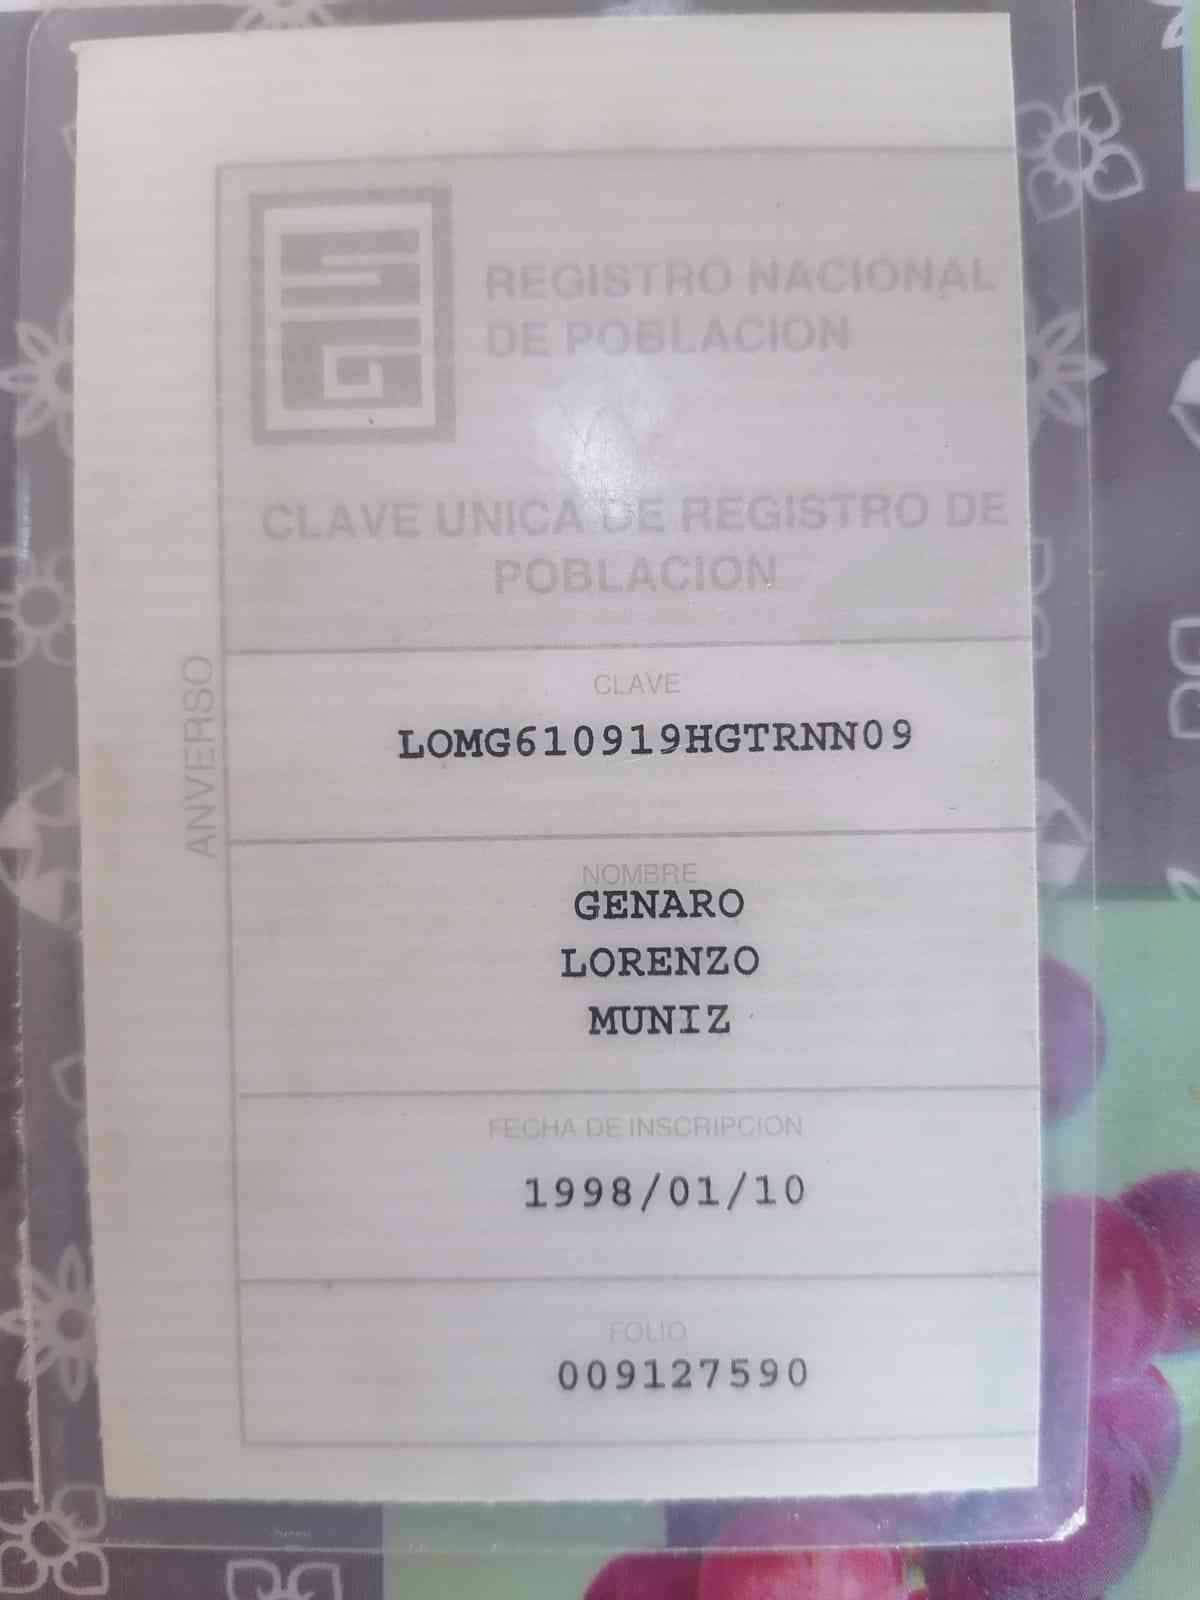 SG
REGISTRO NACIONAL
DE POBLACION
CLAVE UNICA DE REGISTRO DE
POBLACION
ANVERSO
CLAVE
LOMG610919HGTRNN09
NOMBRE
GENARO
LORENZO
MUNIZ
FECHA DE INSCRIPCION
1998/01/10
FOLIO
009127590